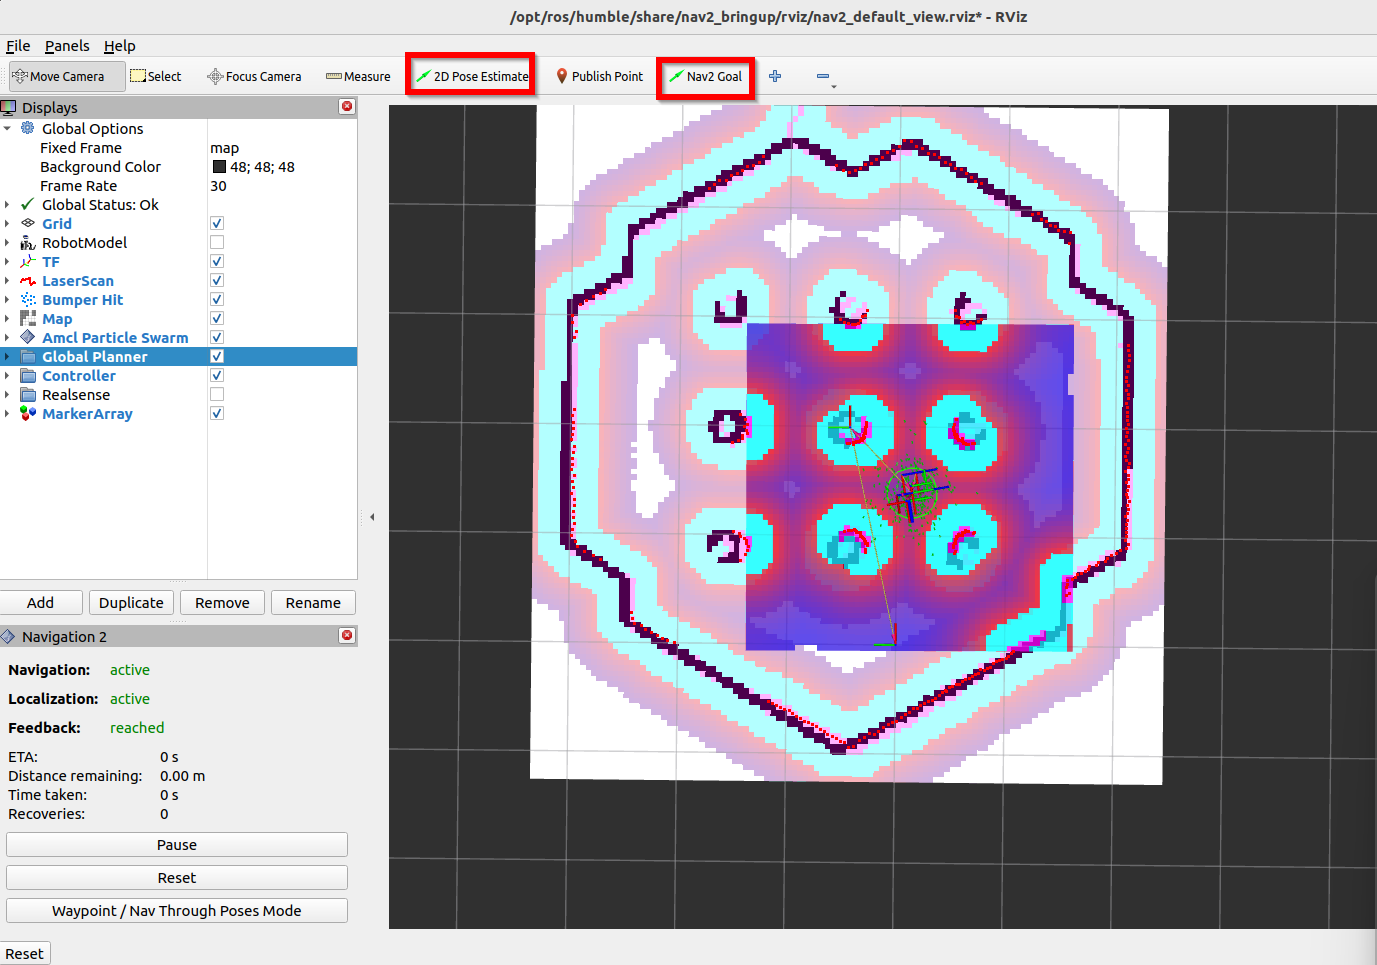 /opt/ros/humble/share/nav2_bringup/rviz/nav2_default_view.rviz* - RViz
File Panels Help
Move Camera Select Focus Camera Measure 2D Pose Estimate Publish Point Nav2 Goal
Displays
Global Options
Fixed Frame map
Background Color 48; 48; 48
Frame Rate 30
Global Status: Ok
Grid
RobotModel
TF
LaserScan
Bumper Hit
Map
Amcl Particle Swarm
Global Planner
Controller
Realsense
MarkerArray
Add Duplicate Remove Rename
Navigation 2
Navigation: active
Localization: active
Feedback: reached
ETA: 0 s
Distance remaining: 0.00 m
Time taken: 0 s
Recoveries: 0
Pause
Reset
Waypoint / Nav Through Poses Mode
Reset